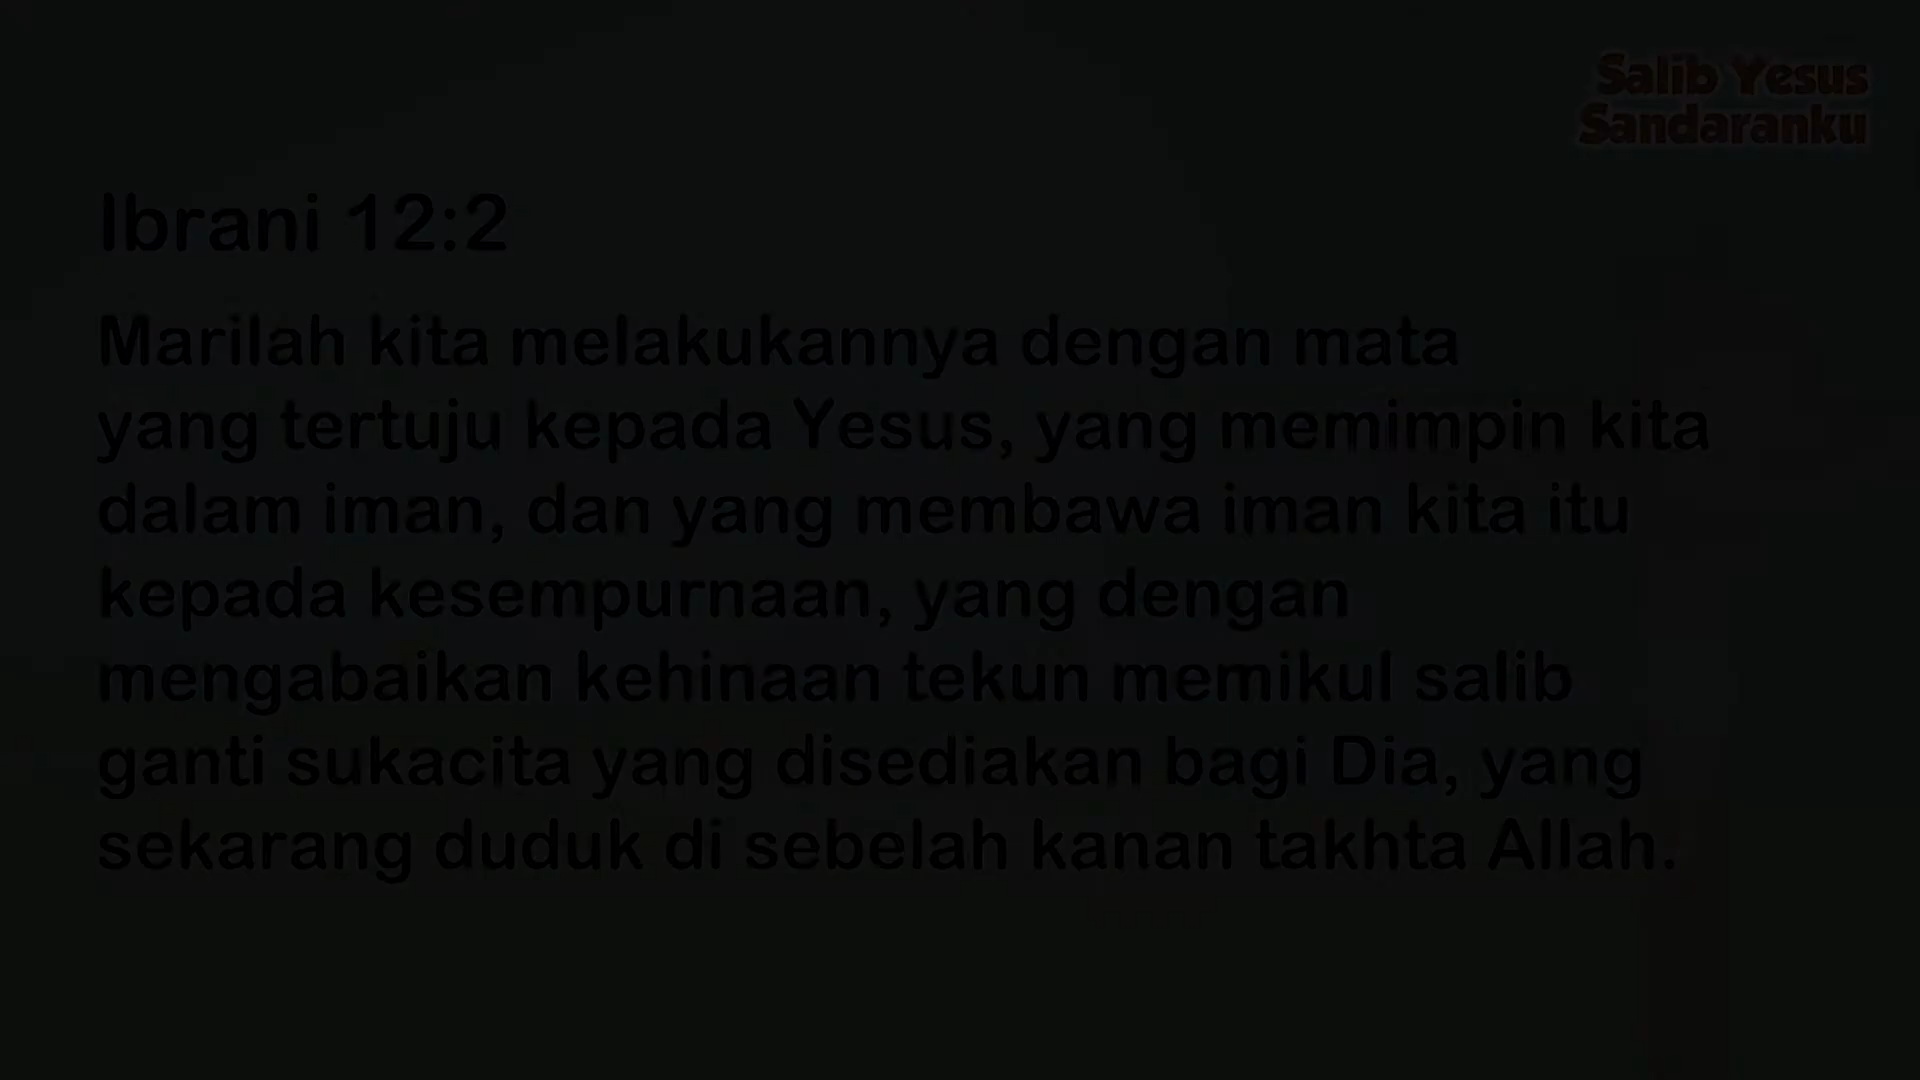 Salib Yesus
Sandaranku
Ibrani 12:2
Marilah kita melakukannya dengan mata
yang tertuju kepada Yesus, yang memimpin kita
dalam iman, dan yang membawa iman kita itu
kepada kesempurnaan, yang dengan
mengabaikan kehinaan tekun memikul salib
ganti sukacita yang disediakan bagi Dia, yang
sekarang duduk di sebelah kanan takhta Allah.